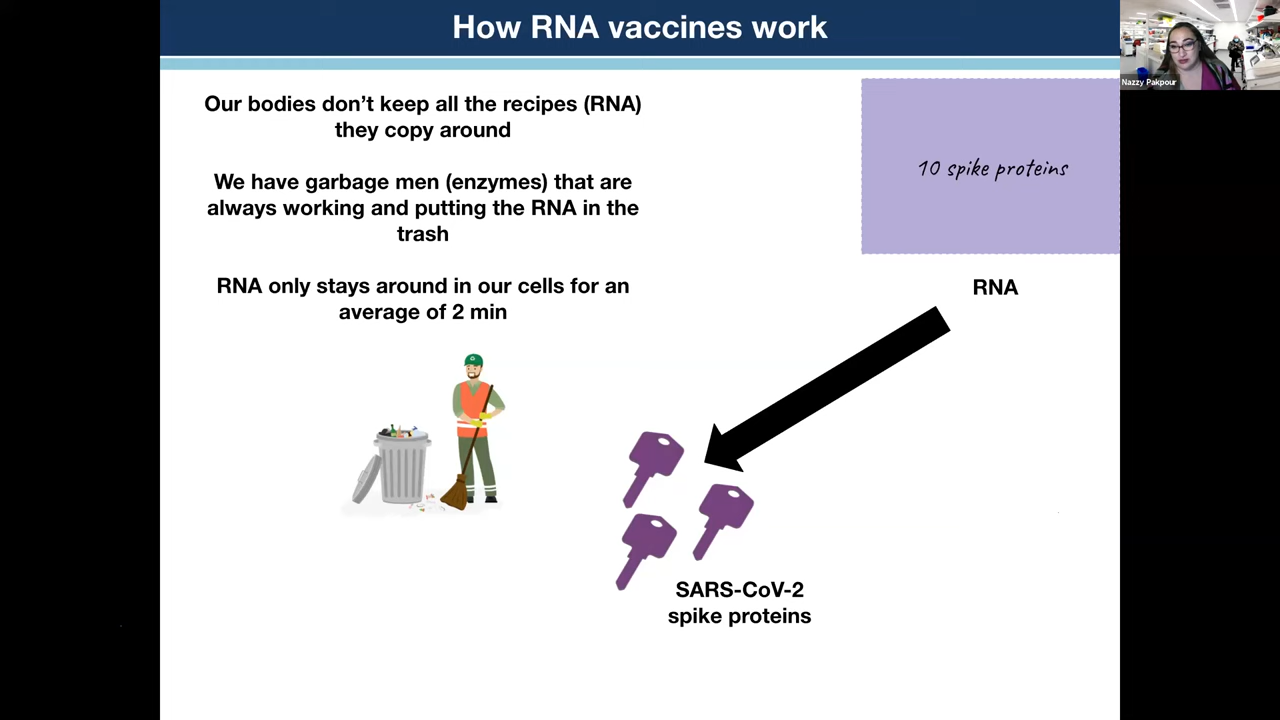 How RNA vaccines work
Our bodies don't keep all the recipes (RNA)
they copy around
We have garbage men (enzymes) that are
always working and putting the RNA in the
trash
RNA only stays around in our cells for an
average of 2 min
10 spike proteins
RNA
SARS-CoV-2
spike proteins
Nazzy Pakpour